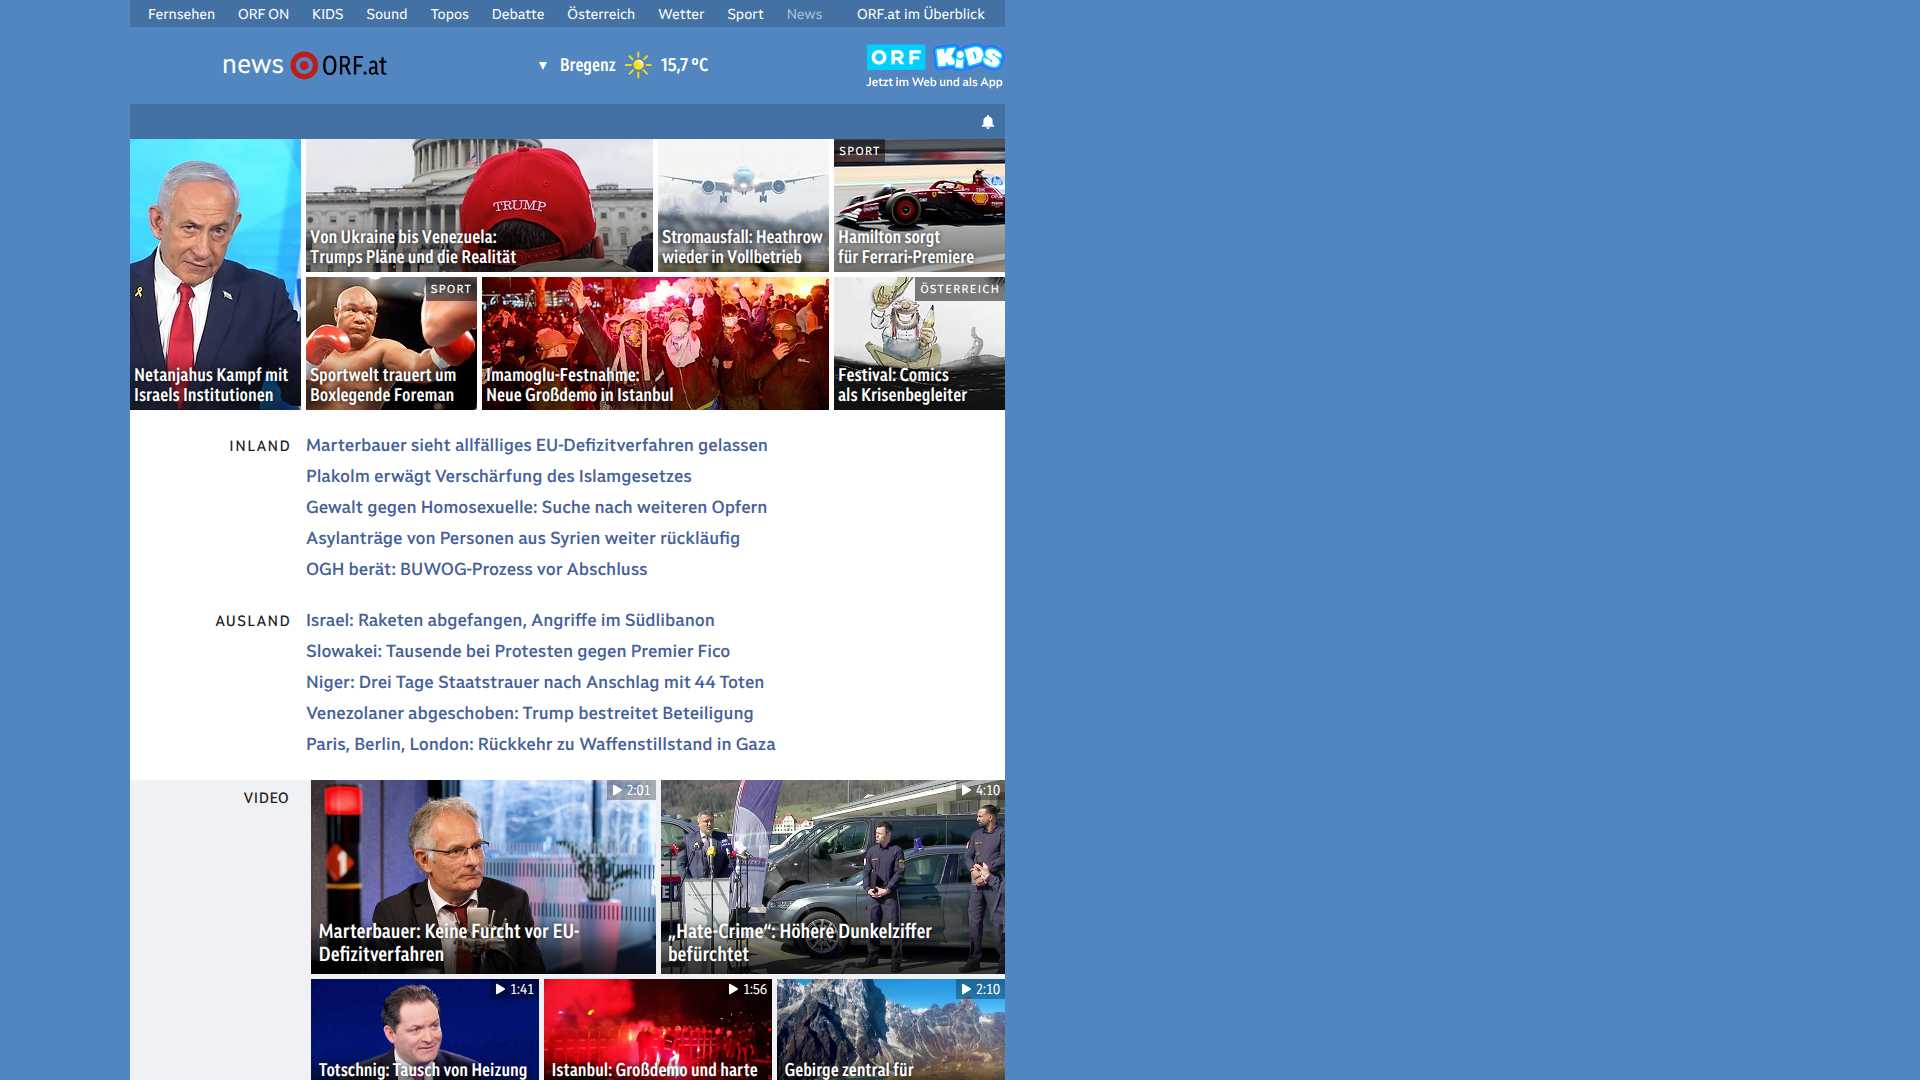 Fernsehen ORF ON KIDS Sound Topos Debatte Österreich Wetter Sport News ORF.at im Überblick
news ORF.at
▼ Bregenz 15,7 °C
ORF KiDS
Jetzt im Web und als App
TRUMP
Von Ukraine bis Venezuela:
Trumps Pläne und die Realität
Stromausfall: Heathrow
wieder in Vollbetrieb
SPORT
Hamilton sorgt
für Ferrari-Premiere
Netanjahus Kampf mit
Israels Institutionen
SPORT
Sportwelt trauert um
Boxlegende Foreman
Imamoglu-Festnahme:
Neue Großdemo in Istanbul
ÖSTERREICH
Festival: Comics
als Krisenbegleiter
INLAND
Marterbauer sieht allfälliges EU-Defizitverfahren gelassen
Plakolm erwägt Verschärfung des Islamgesetzes
Gewalt gegen Homosexuelle: Suche nach weiteren Opfern
Asylanträge von Personen aus Syrien weiter rückläufig
OGH berät: BUWOG-Prozess vor Abschluss
AUSLAND
Israel: Raketen abgefangen, Angriffe im Südlibanon
Slowakei: Tausende bei Protesten gegen Premier Fico
Niger: Drei Tage Staatstrauer nach Anschlag mit 44 Toten
Venezolaner abgeschoben: Trump bestreitet Beteiligung
Paris, Berlin, London: Rückkehr zu Waffenstillstand in Gaza
VIDEO
2:01
Marterbauer: Keine Furcht vor EU-
Defizitverfahren
4:10
„Hate-Crime“: Höhere Dunkelziffer
befürchtet
1:41
Totschnig: Tausch von Heizung
1:56
Istanbul: Großdemo und harte
2:10
Gebirge zentral für